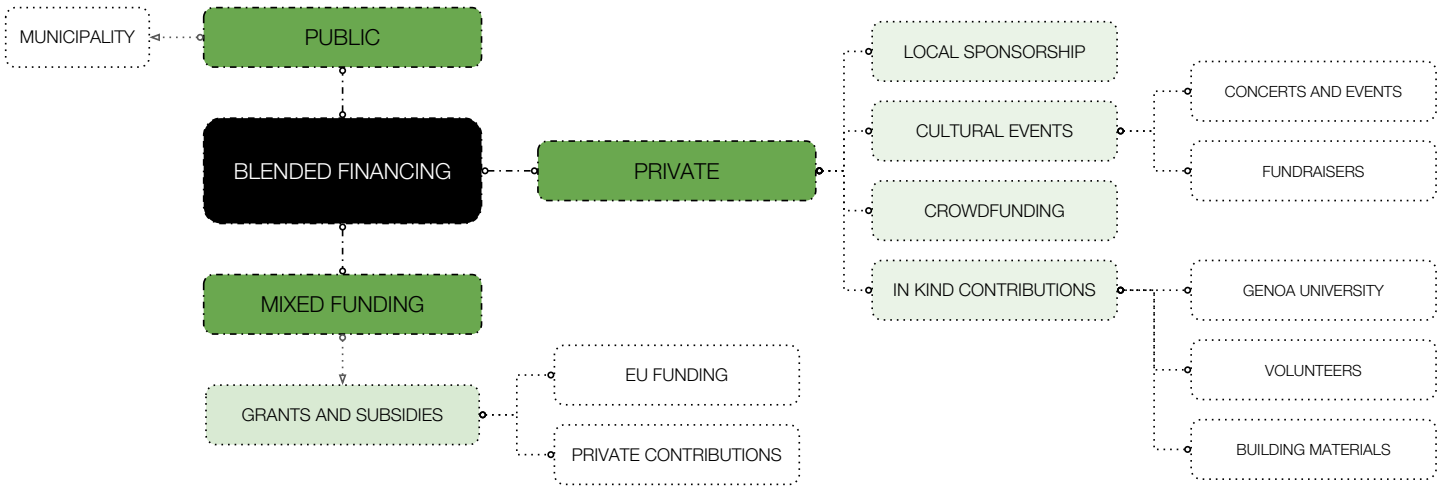 MUNICIPALITY
PUBLIC
BLENDED FINANCING
MIXED FUNDING
GRANTS AND SUBSIDIES
EU FUNDING
PRIVATE CONTRIBUTIONS
PRIVATE
LOCAL SPONSORSHIP
CULTURAL EVENTS
CROWDFUNDING
IN KIND CONTRIBUTIONS
CONCERTS AND EVENTS
FUNDRAISERS
GENOA UNIVERSITY
VOLUNTEERS
BUILDING MATERIALS